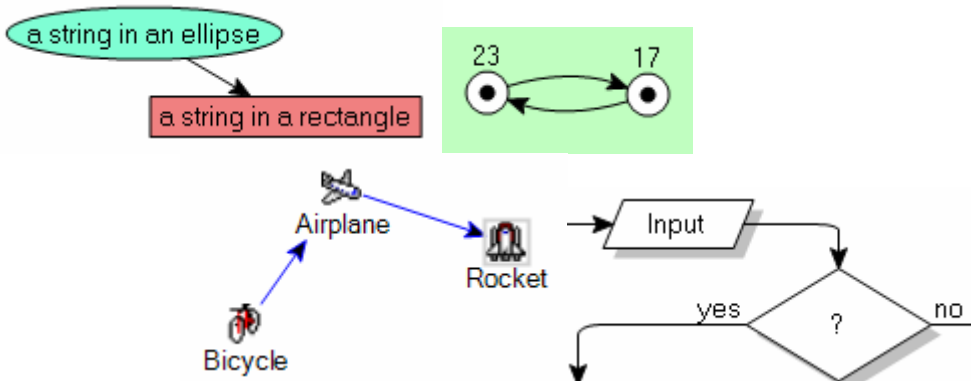 a string in an ellipse
a string in a rectangle
23 17
Airplane
Rocket
Bicycle
Input
yes ? no